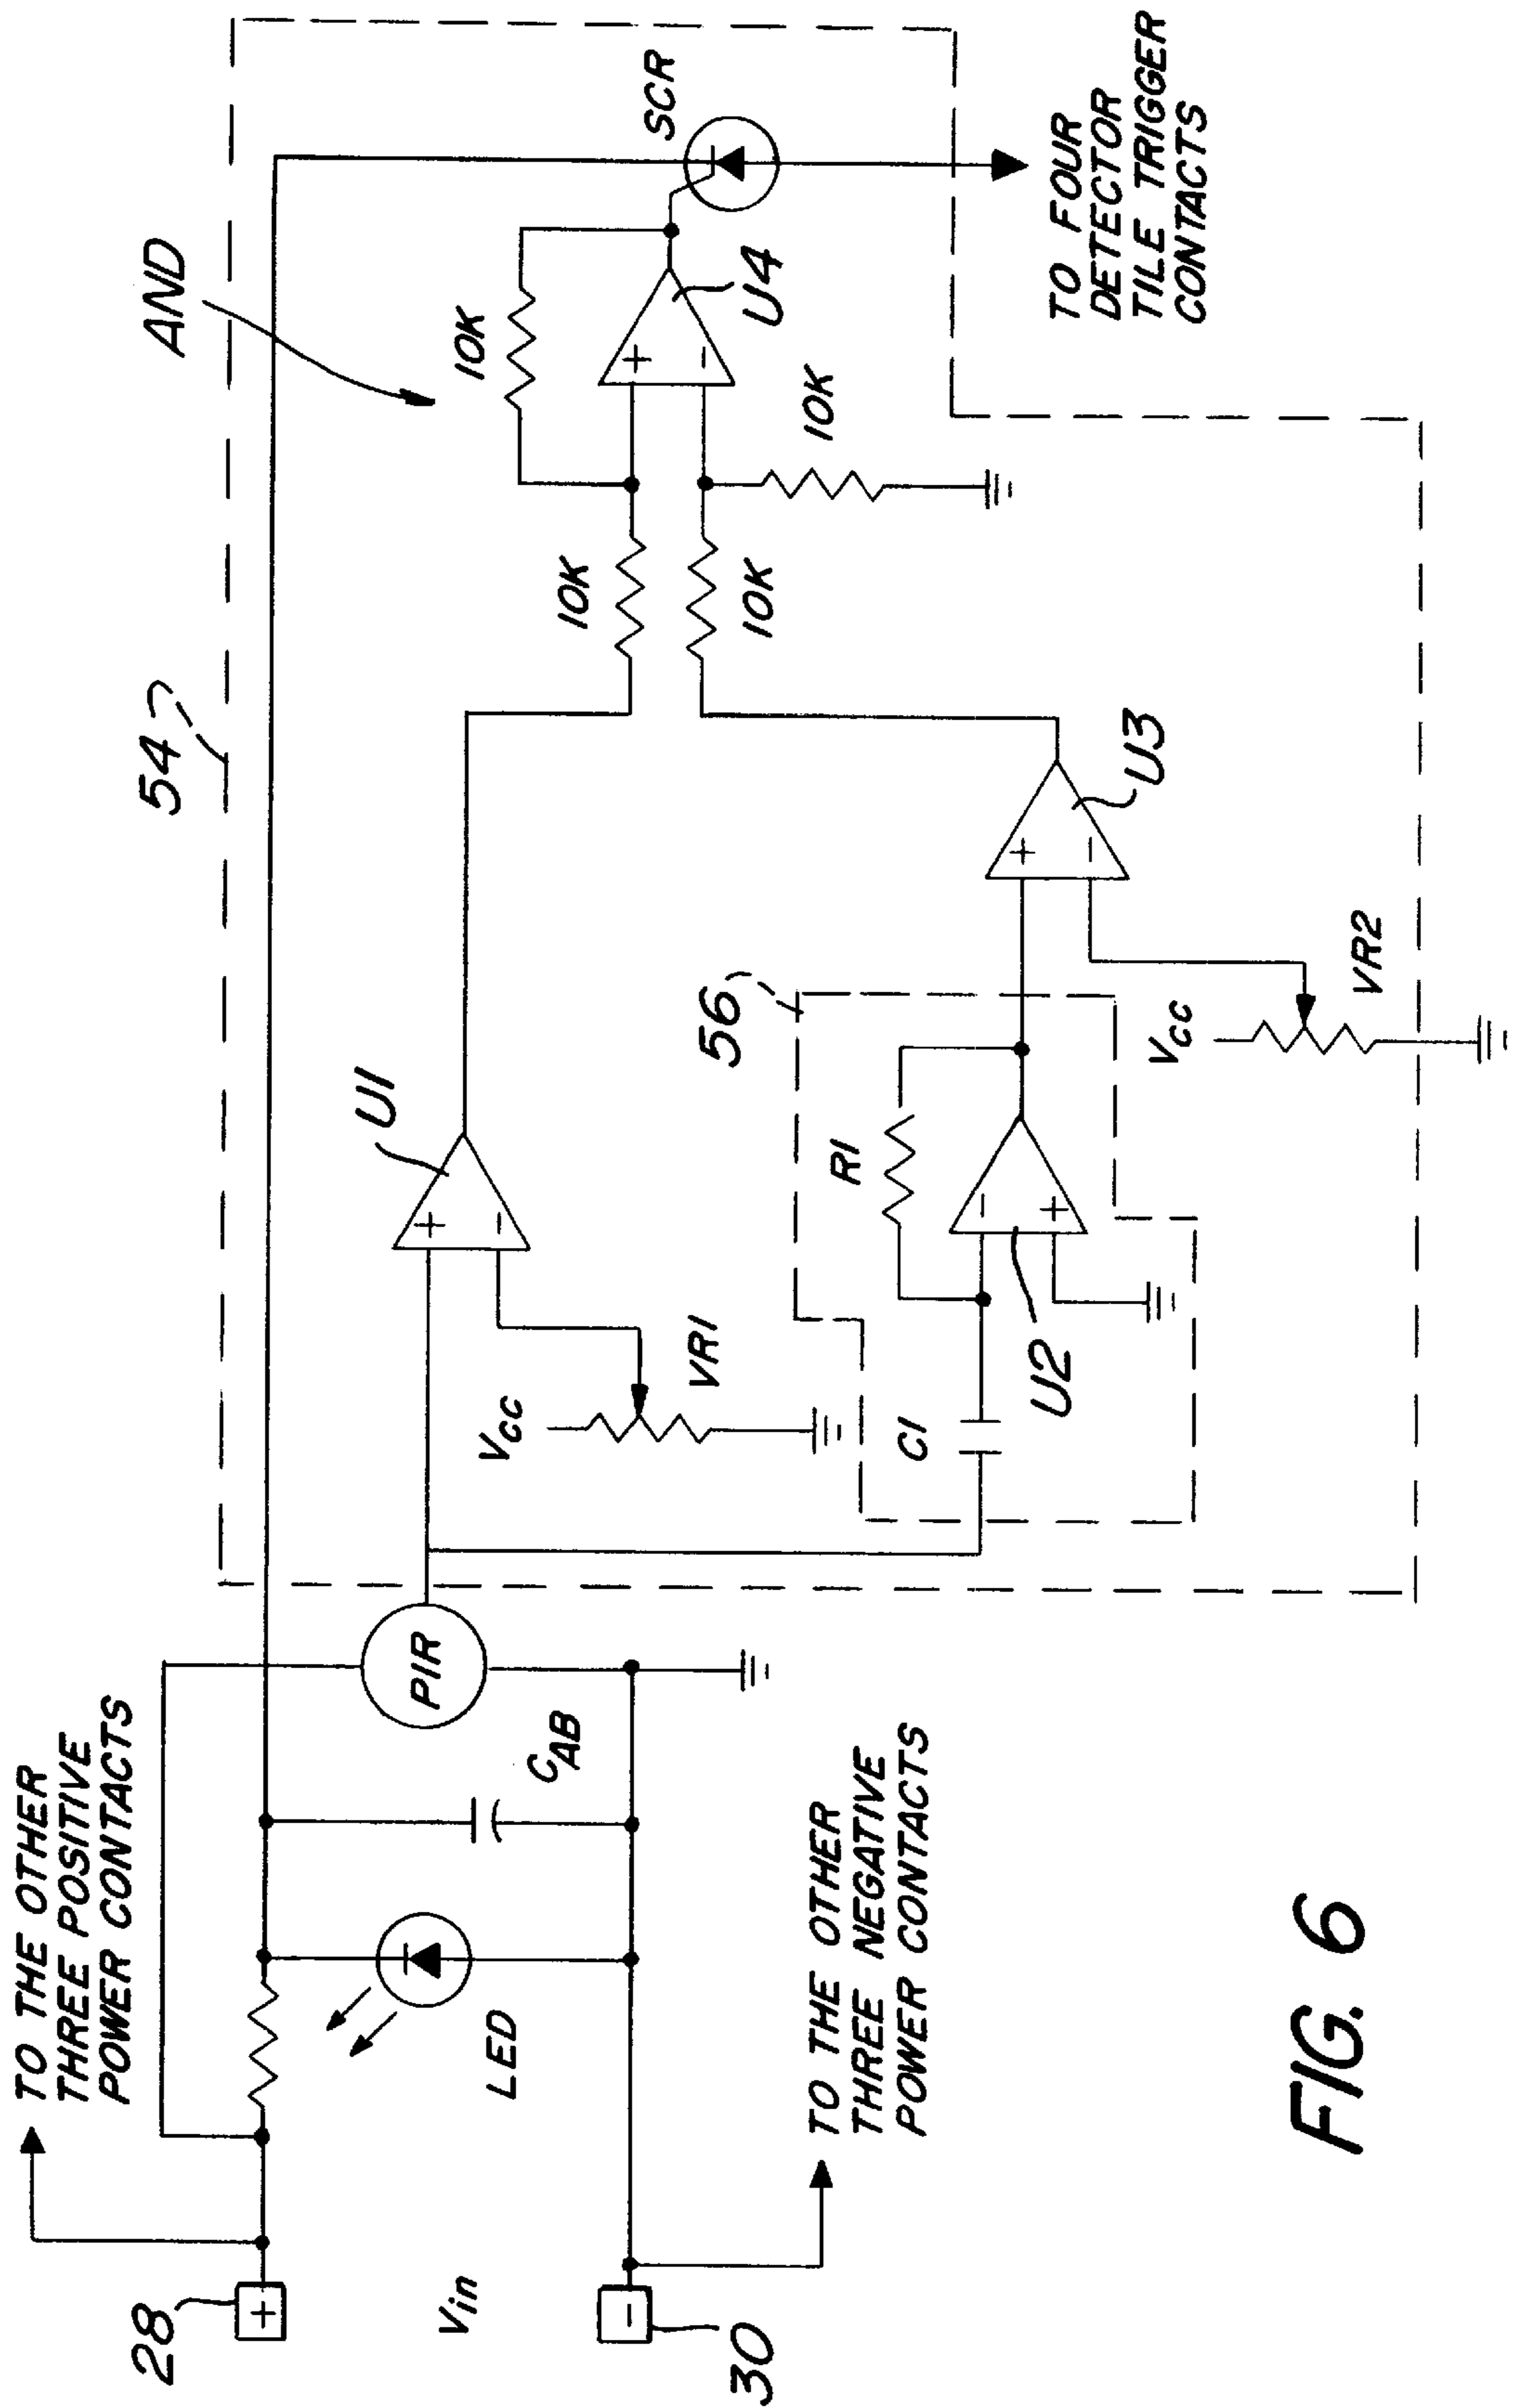 TO THE OTHER
THREE POSITIVE
POWER CONTACTS
28
+
Vin
-
30
LED
CAB
PIR
TO THE OTHER
THREE NEGATIVE
POWER CONTACTS
54
AND
U1
+
-
Vcc
VR1
56
C1
R1
-
+
U2
+
-
U3
Vcc
VR2
10K
10K
10K
+
-
U4
10K
SCR
TO FOUR
DETECTOR
TILE TRIGGER
CONTACTS
FIG. 6